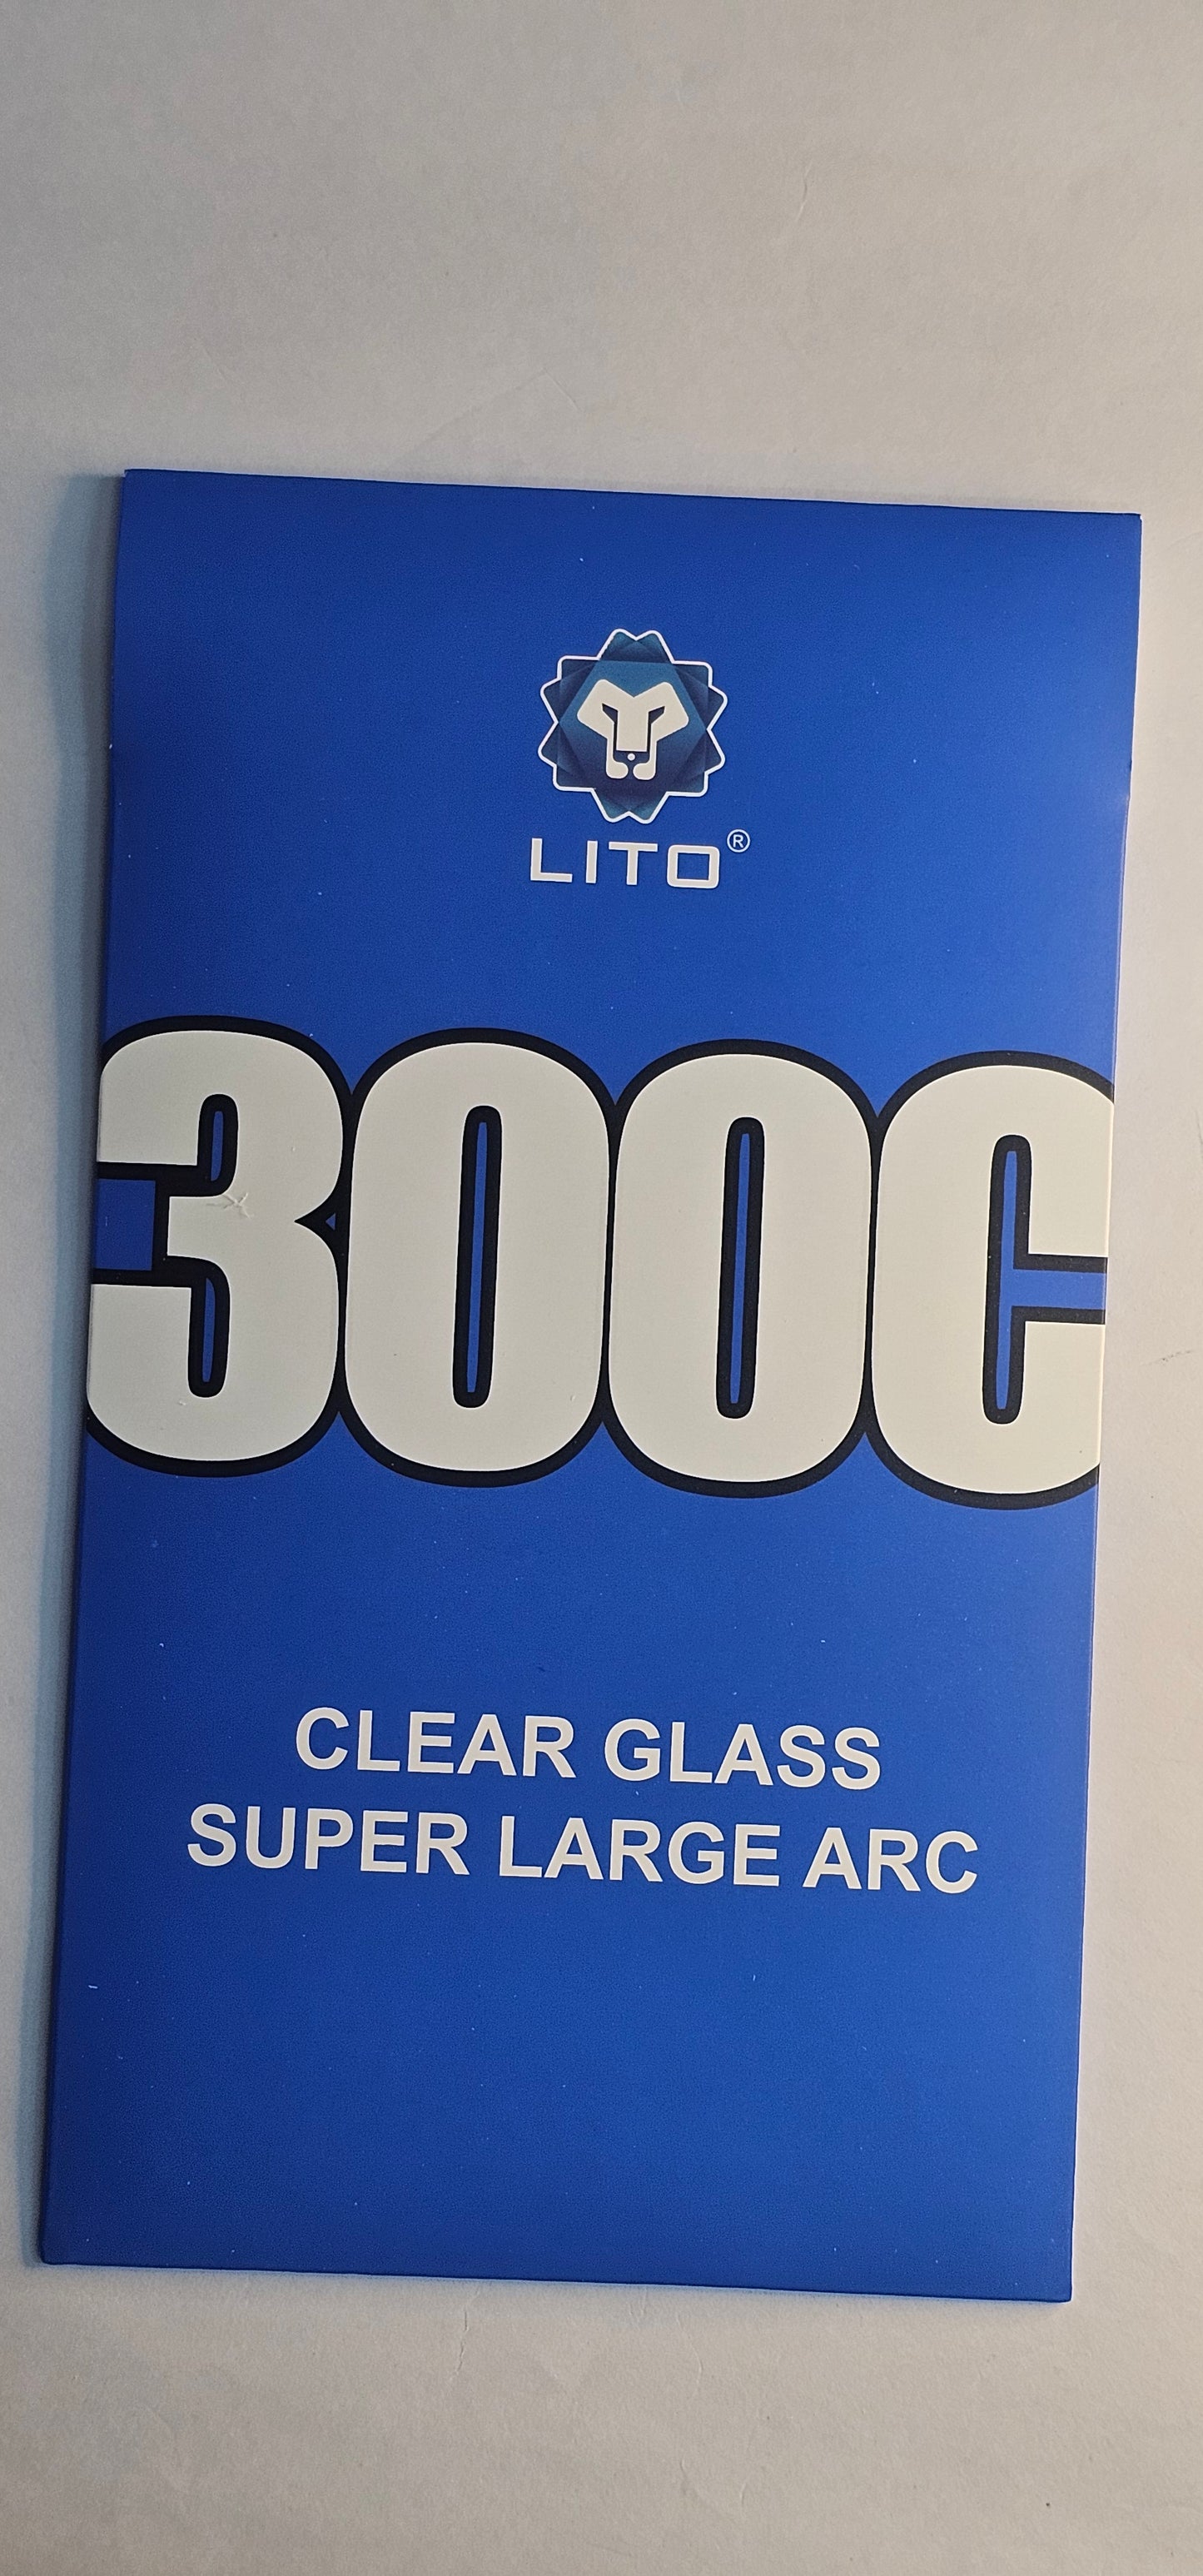 LITO®
300C
CLEAR GLASS
SUPER LARGE ARC